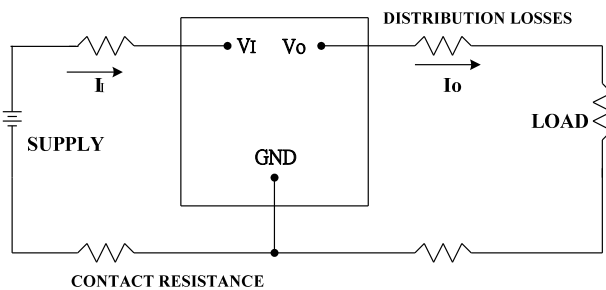 DISTRIBUTION LOSSES
VI
VO
II
IO
LOAD
SUPPLY
GND
CONTACT RESISTANCE